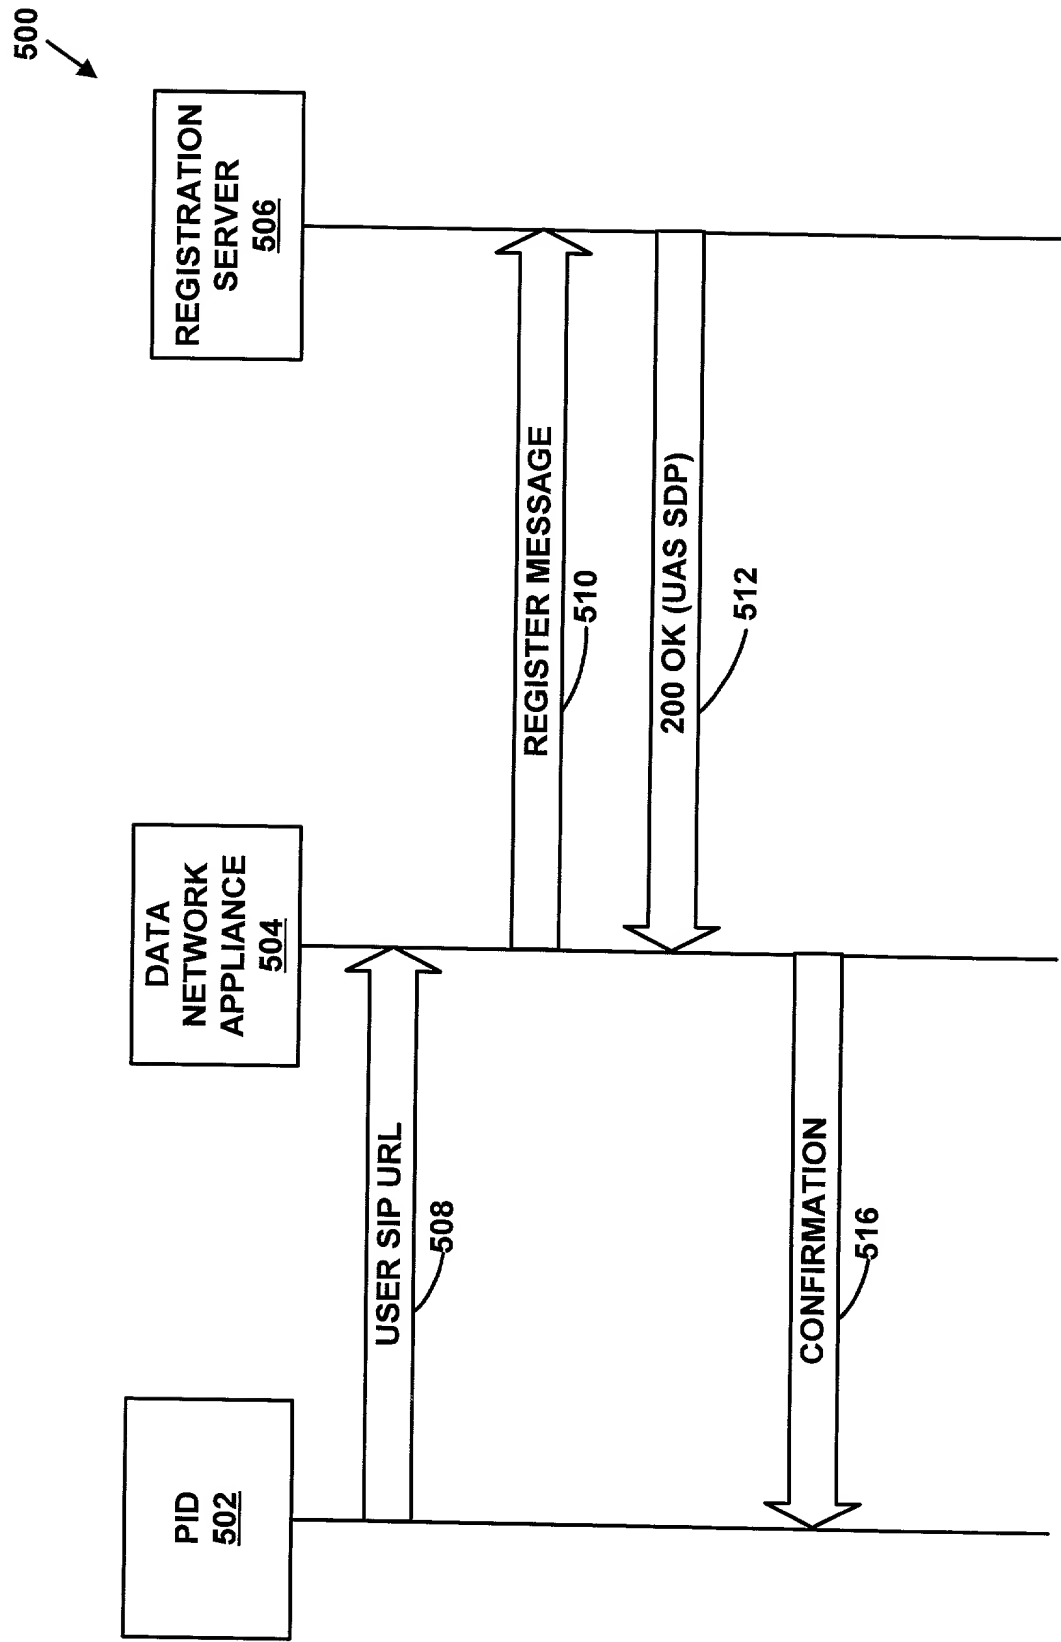 500
PID
502
DATA
NETWORK
APPLIANCE
504
REGISTRATION
SERVER
506
USER SIP URL
508
REGISTER MESSAGE
510
200 OK (UAS SDP)
512
CONFIRMATION
516